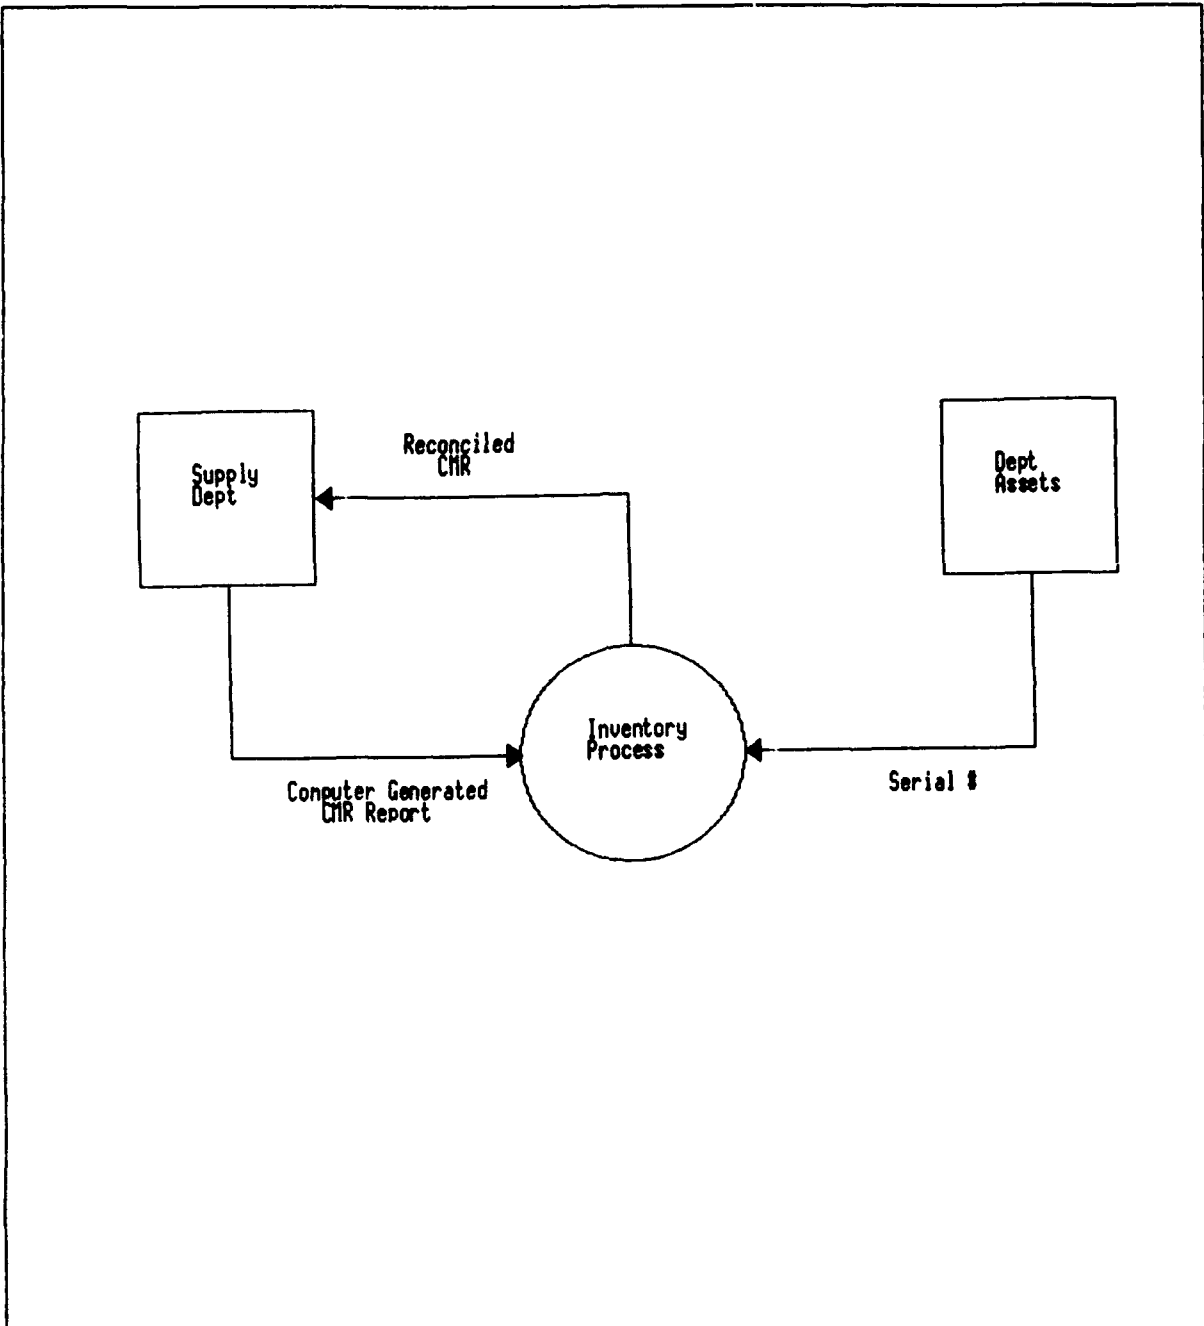 Reconciled
CMR
Supply
Dept
Dept
Assets
Inventory
Process
Computer Generated
CMR Report
Serial #